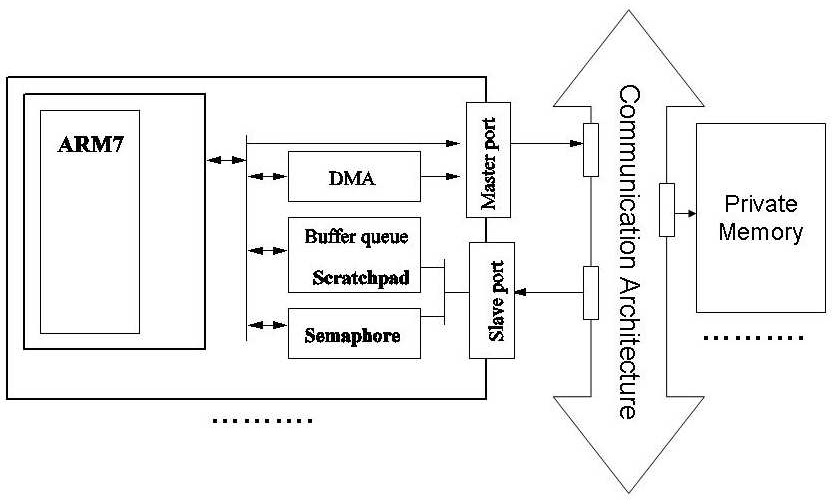 ARM7
DMA
Buffer queue
Scratchpad
Semaphore
Master port
Slave port
Communication Architecture
Private
Memory